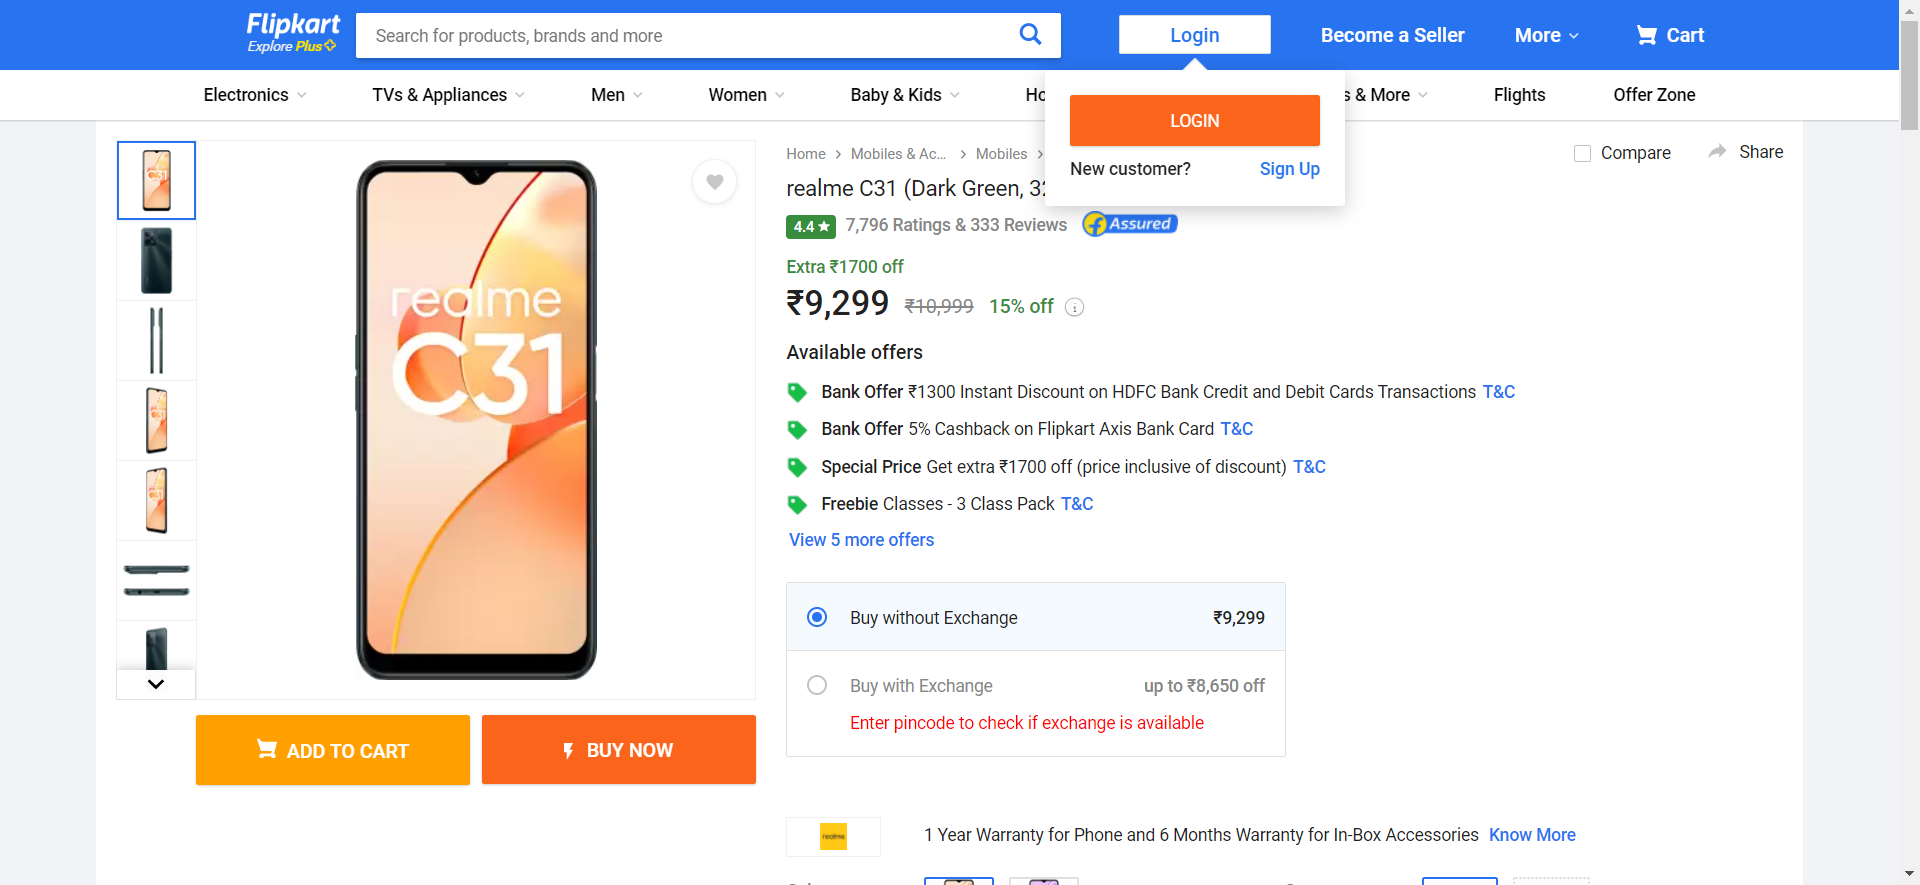 Flipkart
Explore Plus
Search for products, brands and more
Login
Become a Seller
More
Cart
Electronics
TVs & Appliances
Men
Women
Baby & Kids
Ho
s & More
Flights
Offer Zone
LOGIN
New customer? Sign Up
Home
Mobiles & Ac...
Mobiles
Compare
Share
realme C31 (Dark Green, 32
4.4 7,796 Ratings & 333 Reviews Assured
Extra ₹1700 off
₹9,299 ₹10,999 15% off
Available offers
Bank Offer ₹1300 Instant Discount on HDFC Bank Credit and Debit Cards Transactions T&C
Bank Offer 5% Cashback on Flipkart Axis Bank Card T&C
Special Price Get extra ₹1700 off (price inclusive of discount) T&C
Freebie Classes - 3 Class Pack T&C
View 5 more offers
realme
C31
Buy without Exchange ₹9,299
Buy with Exchange up to ₹8,650 off
Enter pincode to check if exchange is available
ADD TO CART
BUY NOW
realme
1 Year Warranty for Phone and 6 Months Warranty for In-Box Accessories Know More